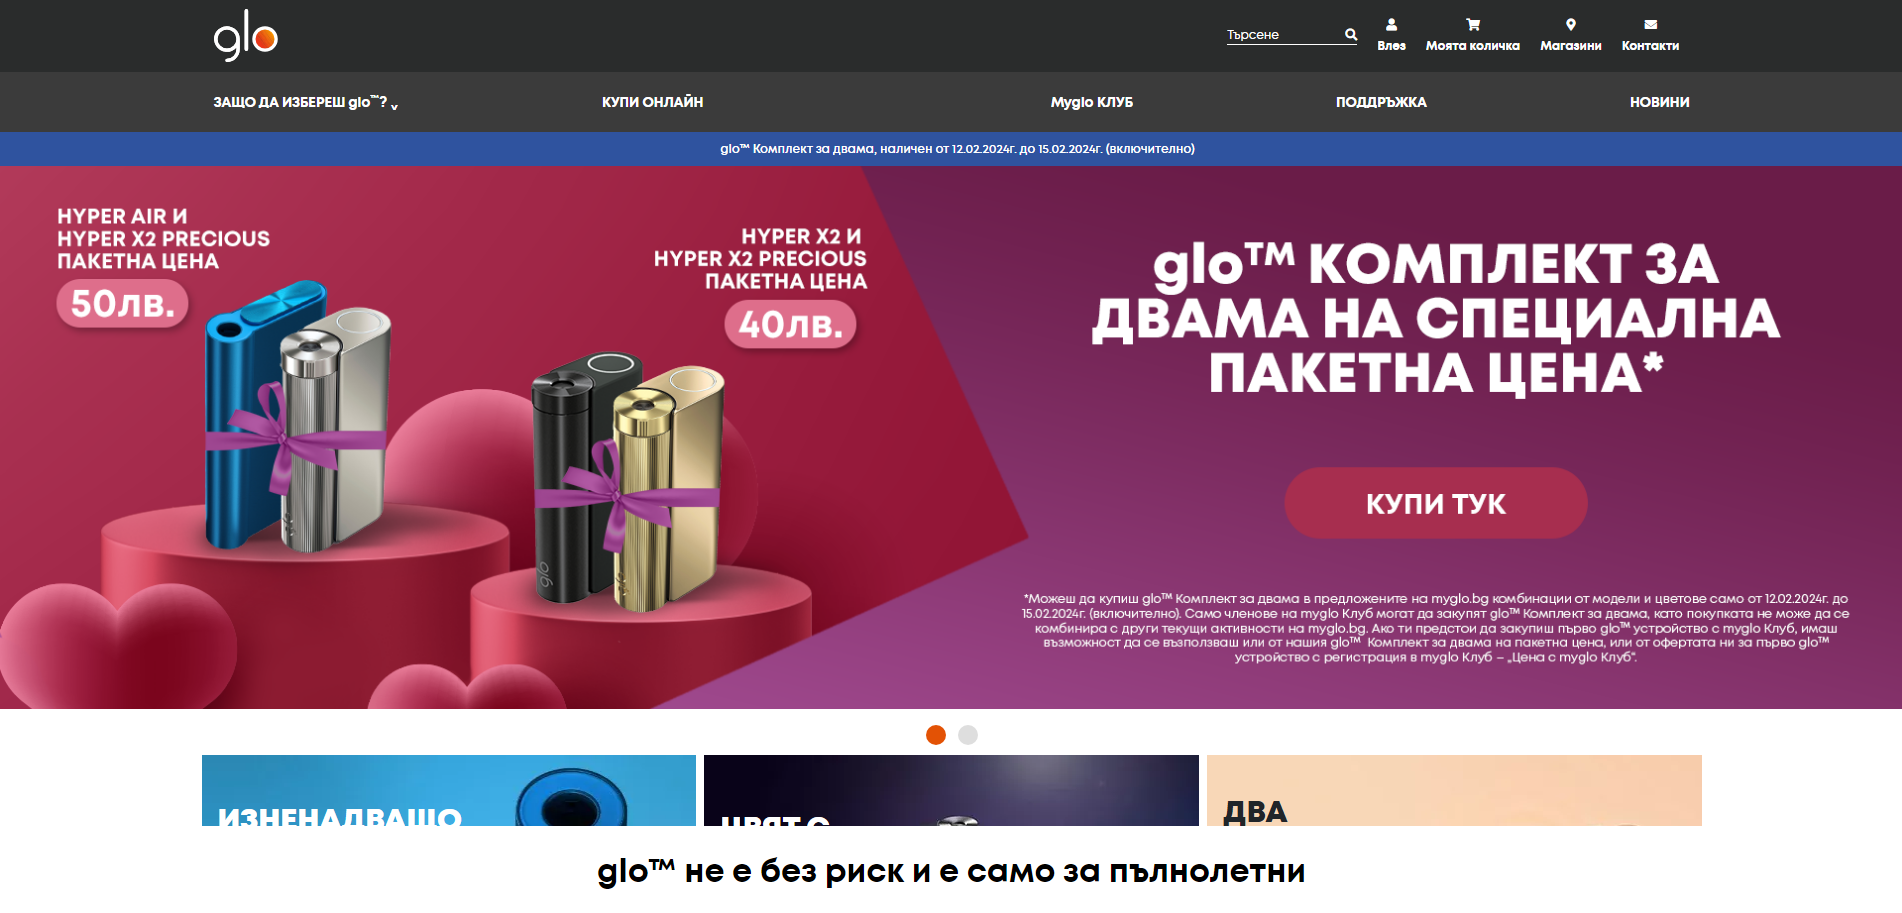 glo
Търсене
Влез
Моята количка
Магазини
Контакти
ЗАЩО ДА ИЗБЕРЕШ glo™?
КУПИ ОНЛАЙН
Myglo КЛУБ
ПОДДРЪЖКА
НОВИНИ
glo™ Комплект за двама, наличен от 12.02.2024г. до 15.02.2024г. (включително)
HYPER AIR И
HYPER X2 PRECIOUS
ПАКЕТНА ЦЕНА
50лв.
HYPER X2 И
HYPER X2 PRECIOUS
ПАКЕТНА ЦЕНА
40лв.
glo
glo™ КОМПЛЕКТ ЗА
ДВАМА НА СПЕЦИАЛНА
ПАКЕТНА ЦЕНА*
КУПИ ТУК
*Можеш да купиш glo™ Комплект за двама в предложените на myglo.bg комбинации от модели и цветове само от 12.02.2024г. до
15.02.2024г. (включително). Само членове на myglo Клуб могат да закупят glo™ Комплект за двама, като покупката не може да се
комбинира с други текущи активности на myglo.bg. Ако ти предстои да закупиш първо glo™ устройство с myglo Клуб, имаш
възможност да се възползваш или от нашия glo™ Комплект за двама на пакетна цена, или от офертата ни за първо glo™
устройство с регистрация в myglo Клуб – „Цена с myglo Клуб“.
ИЗНЕНАДВАЩО
ЦВЯТ С
ДВА
glo™ не е без риск и е само за пълнолетни